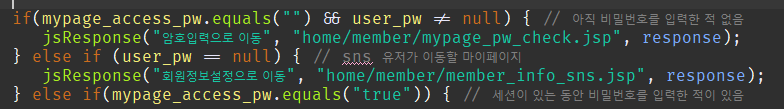 if(mypage_access_pw.equals("") && user_pw != null) { // 아직 비밀번호를 입력한 적 없음
jsResponse("암호입력으로 이동", "home/member/mypage_pw_check.jsp", response);
} else if (user_pw == null) { // sns 유저가 이동할 마이페이지
jsResponse("회원정보설정으로 이동", "home/member/member_info_sns.jsp", response);
} else if(mypage_access_pw.equals("true")) { // 세션이 있는 동안 비밀번호를 입력한 적이 있음